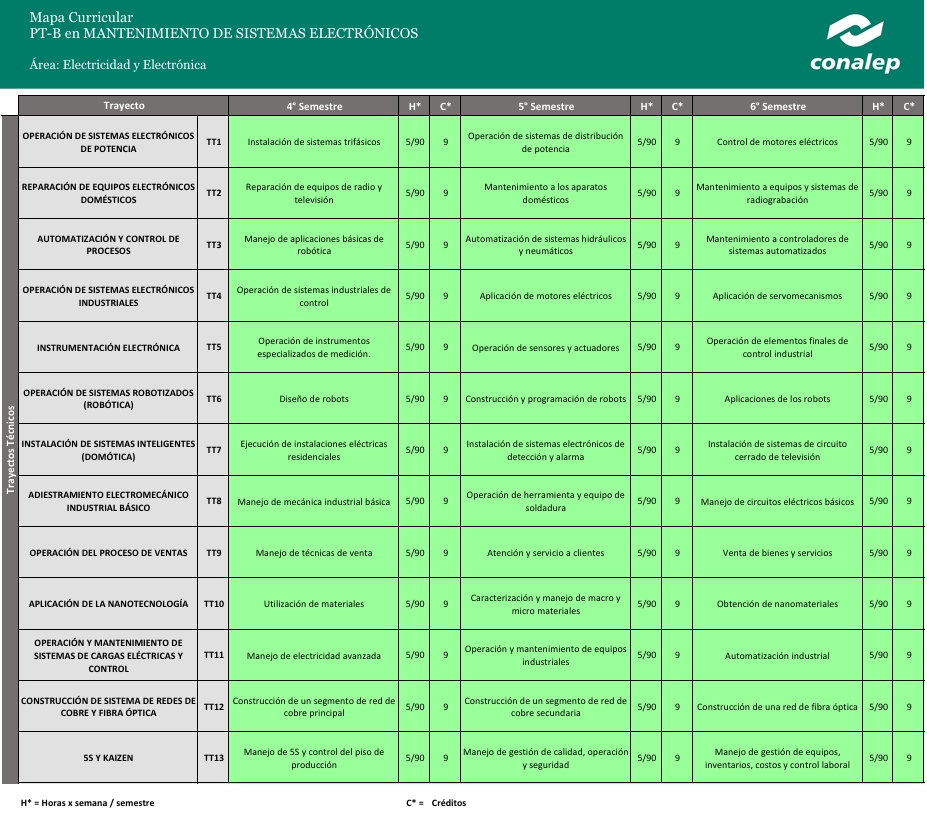 Mapa Curricular
PT-B en MANTENIMIENTO DE SISTEMAS ELECTRÓNICOS
Área: Electricidad y Electrónica
conalep
Trayecto 4° Semestre H* C* 5° Semestre H* C* 6° Semestre H* C*
Trayectos Técnicos
OPERACIÓN DE SISTEMAS ELECTRÓNICOS
DE POTENCIA
TT1
Instalación de sistemas trifásicos
5/90 9
Operación de sistemas de distribución
de potencia
5/90 9
Control de motores eléctricos
5/90 9
REPARACIÓN DE EQUIPOS ELECTRÓNICOS
DOMÉSTICOS
TT2
Reparación de equipos de radio y
televisión
5/90 9
Mantenimiento a los aparatos
domésticos
5/90 9
Mantenimiento a equipos y sistemas de
radiograbación
5/90 9
AUTOMATIZACIÓN Y CONTROL DE
PROCESOS
TT3
Manejo de aplicaciones básicas de
robótica
5/90 9
Automatización de sistemas hidráulicos
y neumáticos
5/90 9
Mantenimiento a controladores de
sistemas automatizados
5/90 9
OPERACIÓN DE SISTEMAS ELECTRÓNICOS
INDUSTRIALES
TT4
Operación de sistemas industriales de
control
5/90 9
Aplicación de motores eléctricos
5/90 9
Aplicación de servomecanismos
5/90 9
INSTRUMENTACIÓN ELECTRÓNICA
TT5
Operación de instrumentos
especializados de medición.
5/90 9
Operación de sensores y actuadores
5/90 9
Operación de elementos finales de
control industrial
5/90 9
OPERACIÓN DE SISTEMAS ROBOTIZADOS
(ROBÓTICA)
TT6
Diseño de robots
5/90 9
Construcción y programación de robots
5/90 9
Aplicaciones de los robots
5/90 9
INSTALACIÓN DE SISTEMAS INTELIGENTES
(DOMÓTICA)
TT7
Ejecución de instalaciones eléctricas
residenciales
5/90 9
Instalación de sistemas electrónicos de
detección y alarma
5/90 9
Instalación de sistemas de circuito
cerrado de televisión
5/90 9
ADIESTRAMIENTO ELECTROMECÁNICO
INDUSTRIAL BÁSICO
TT8
Manejo de mecánica industrial básica
5/90 9
Operación de herramienta y equipo de
soldadura
5/90 9
Manejo de circuitos eléctricos básicos
5/90 9
OPERACIÓN DEL PROCESO DE VENTAS
TT9
Manejo de técnicas de venta
5/90 9
Atención y servicio a clientes
5/90 9
Venta de bienes y servicios
5/90 9
APLICACIÓN DE LA NANOTECNOLOGÍA
TT10
Utilización de materiales
5/90 9
Caracterización y manejo de macro y
micro materiales
5/90 9
Obtención de nanomateriales
5/90 9
OPERACIÓN Y MANTENIMIENTO DE
SISTEMAS DE CARGAS ELÉCTRICAS Y
CONTROL
TT11
Manejo de electricidad avanzada
5/90 9
Operación y mantenimiento de equipos
industriales
5/90 9
Automatización industrial
5/90 9
CONSTRUCCIÓN DE SISTEMA DE REDES DE
COBRE Y FIBRA ÓPTICA
TT12
Construcción de un segmento de red de
cobre principal
5/90 9
Construcción de un segmento de red de
cobre secundaria
5/90 9
Construcción de una red de fibra óptica
5/90 9
5S Y KAIZEN
TT13
Manejo de 5S y control del piso de
producción
5/90 9
Manejo de gestión de calidad, operación
y seguridad
5/90 9
Manejo de gestión de equipos,
inventarios, costos y control laboral
5/90 9
H* = Horas x semana / semestre C* = Créditos